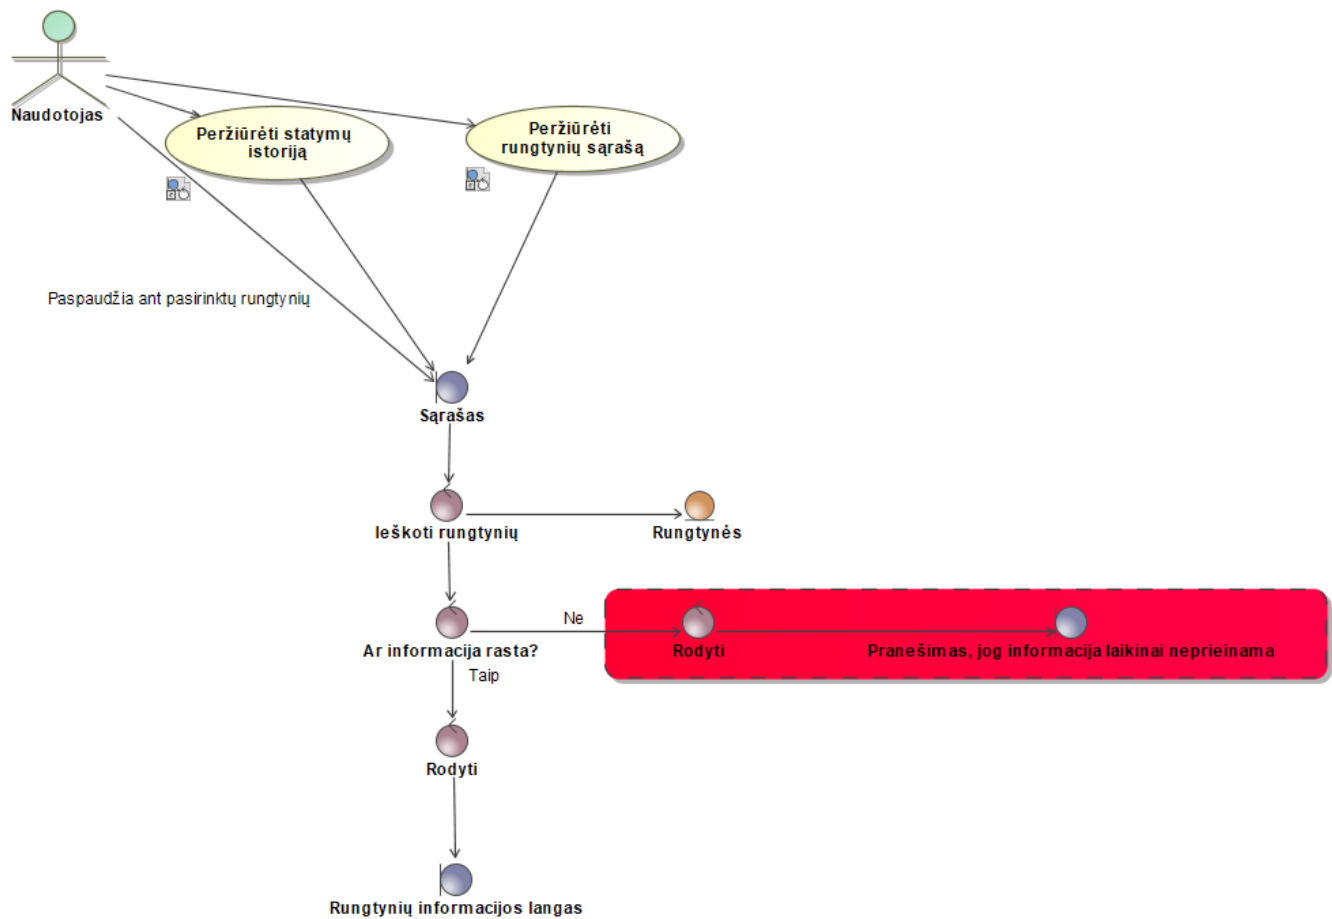 Naudotojas
Peržiūrėti statymų
istoriją
Peržiūrėti
rungtynių sąrašą
Paspaudžia ant pasirinktų rungtynių
Sąrašas
Ieškoti rungtynių
Rungtynės
Ar informacija rasta?
Ne
Rodyti
Pranešimas, jog informacija laikinai neprieinama
Taip
Rodyti
Rungtynių informacijos langas